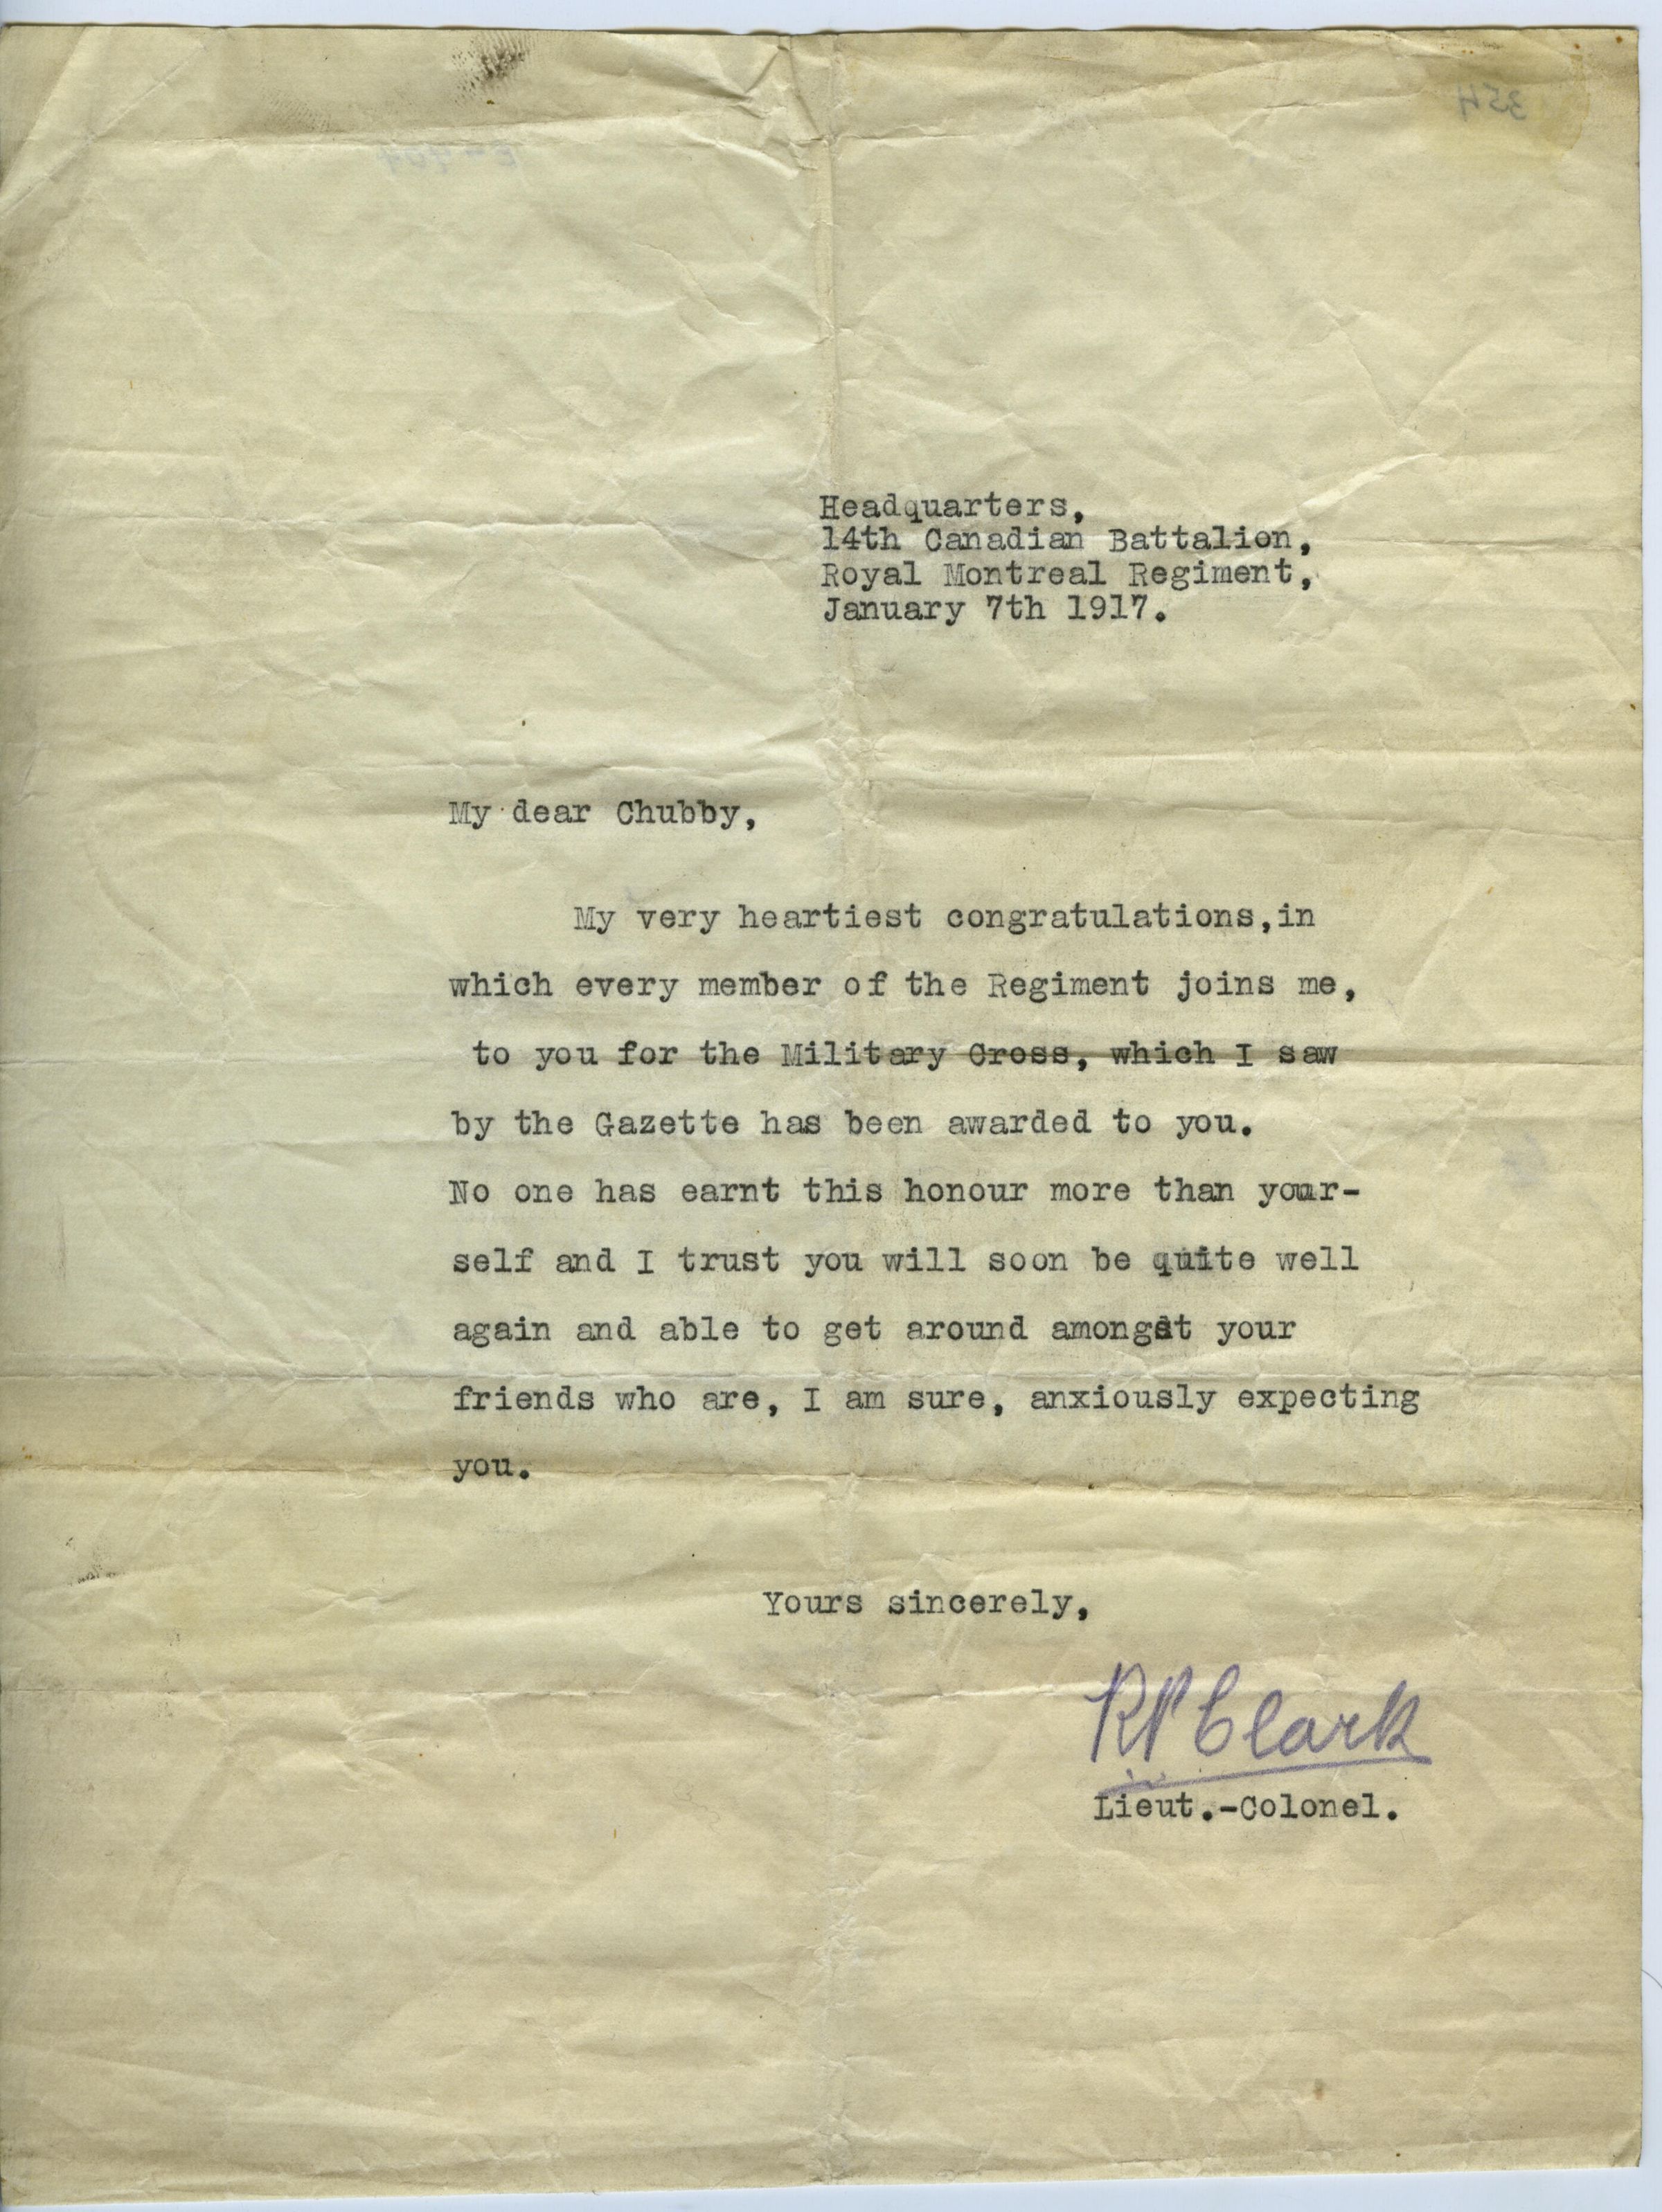 354
Headquarters,
14th Canadian Battalion,
Royal Montreal Regiment,
January 7th 1917.
My dear Chubby,
My very heartiest congratulations,in
which every member of the Regiment joins me,
to you for the Military Cross, which I saw
by the Gazette has been awarded to you.
No one has earnt this honour more than your-
self and I trust you will soon be quite well
again and able to get around amongst your
friends who are, I am sure, anxiously expecting
you.
Yours sincerely,
RP Clark
Lieut.-Colonel.